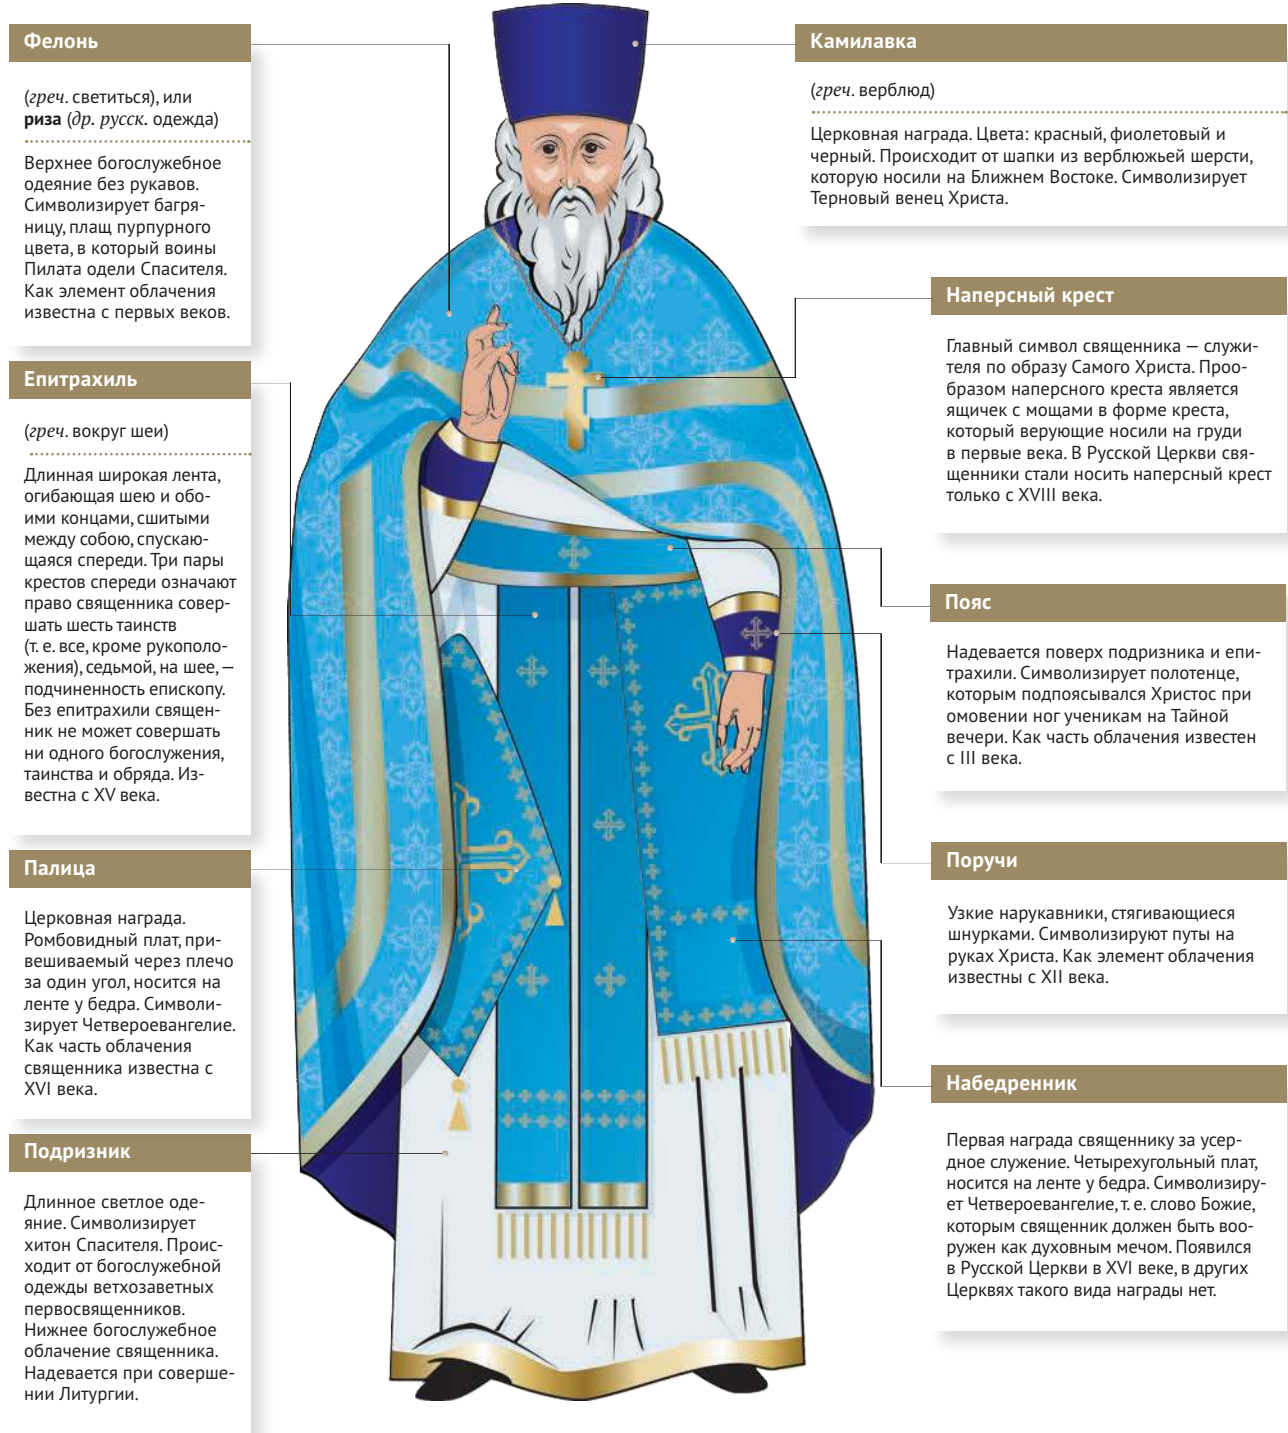 Фелонь
(греч. светиться), или
риза (др. русск. одежда)
Верхнее богослужебное
одеяние без рукавов.
Символизирует багря-
ницу, плащ пурпурного
цвета, в который воины
Пилата одели Спасителя.
Как элемент облачения
известна с первых веков.
Епитрахиль
(греч. вокруг шеи)
Длинная широкая лента,
огибающая шею и обо-
ими концами, сшитыми
между собою, спускаю-
щаяся спереди. Три пары
крестов спереди означают
право священника совер-
шать шесть таинств
(т. е. все, кроме рукополо-
жения), седьмой, на шее, —
подчиненность епископу.
Без епитрахили священ-
ник не может совершать
ни одного богослужения,
таинства и обряда. Из-
вестна с XV века.
Палица
Церковная награда.
Ромбовидный плат, при-
вешиваемый через плечо
за один угол, носится на
ленте у бедра. Символи-
зирует Четвероевангелие.
Как часть облачения
священника известна с
XVI века.
Подризник
Длинное светлое оде-
яние. Символизирует
хитон Спасителя. Проис-
ходит от богослужебной
одежды ветхозаветных
первосвященников.
Нижнее богослужебное
облачение священника.
Надевается при соверше-
нии Литургии.
Камилавка
(греч. верблюд)
Церковная награда. Цвета: красный, фиолетовый и
черный. Происходит от шапки из верблюжьей шерсти,
которую носили на Ближнем Востоке. Символизирует
Терновый венец Христа.
Наперсный крест
Главный символ священника — служи-
теля по образу Самого Христа. Про-
образом наперсного креста является
ящичек с мощами в форме креста,
который верующие носили на груди
в первые века. В Русской Церкви свя-
щенники стали носить наперсный крест
только с XVIII века.
Пояс
Надевается поверх подризника и епи-
трахили. Символизирует полотенце,
которым подпоясывался Христос при
омовении ног ученикам на Тайной
вечери. Как часть облачения известен
с III века.
Поручи
Узкие нарукавники, стягивающиеся
шнурками. Символизируют путы на
руках Христа. Как элемент облачения
известны с XII века.
Набедренник
Первая награда священнику за усер-
дное служение. Четырехугольный плат,
носится на ленте у бедра. Символизиру-
ет Четвероевангелие, т. е. слово Божие,
которым священник должен быть воо-
ружен как духовным мечом. Появился
в Русской Церкви в XVI веке, в других
Церквях такого вида награды нет.